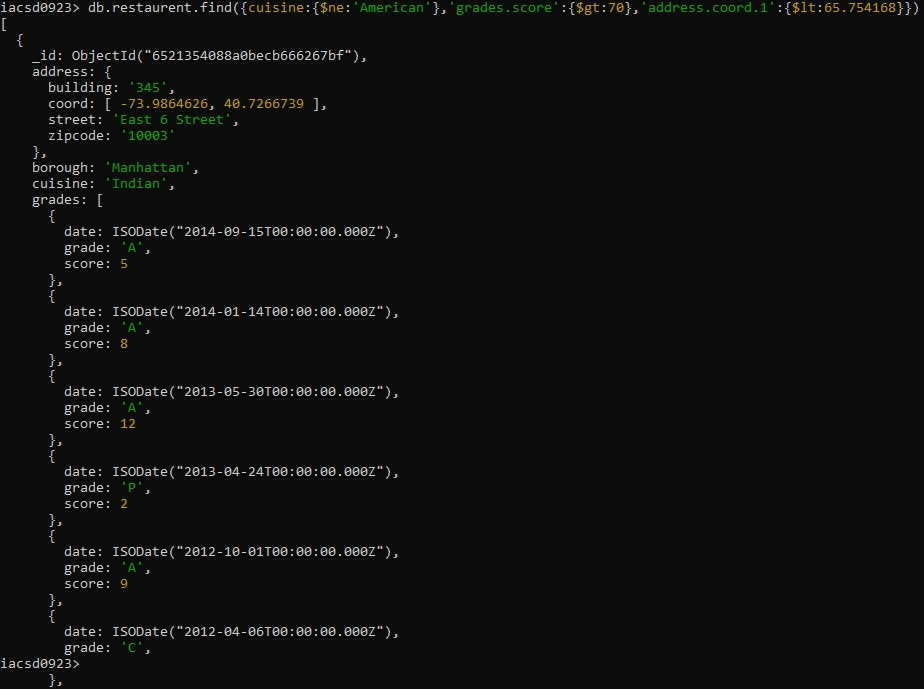 iacsd0923> db.restaurent.find({cuisine:{$ne:'American'},'grades.score':{$gt:70},'address.coord.1':{$lt:65.754168}})
[
  {
    _id: ObjectId("6521354088a0becb666267bf"),
    address: {
      building: '345',
      coord: [ -73.9864626, 40.7266739 ],
      street: 'East 6 Street',
      zipcode: '10003'
    },
    borough: 'Manhattan',
    cuisine: 'Indian',
    grades: [
      {
        date: ISODate("2014-09-15T00:00:00.000Z"),
        grade: 'A',
        score: 5
      },
      {
        date: ISODate("2014-01-14T00:00:00.000Z"),
        grade: 'A',
        score: 8
      },
      {
        date: ISODate("2013-05-30T00:00:00.000Z"),
        grade: 'A',
        score: 12
      },
      {
        date: ISODate("2013-04-24T00:00:00.000Z"),
        grade: 'P',
        score: 2
      },
      {
        date: ISODate("2012-10-01T00:00:00.000Z"),
        grade: 'A',
        score: 9
      },
      {
        date: ISODate("2012-04-06T00:00:00.000Z"),
        grade: 'C',
iacsd0923>
      },